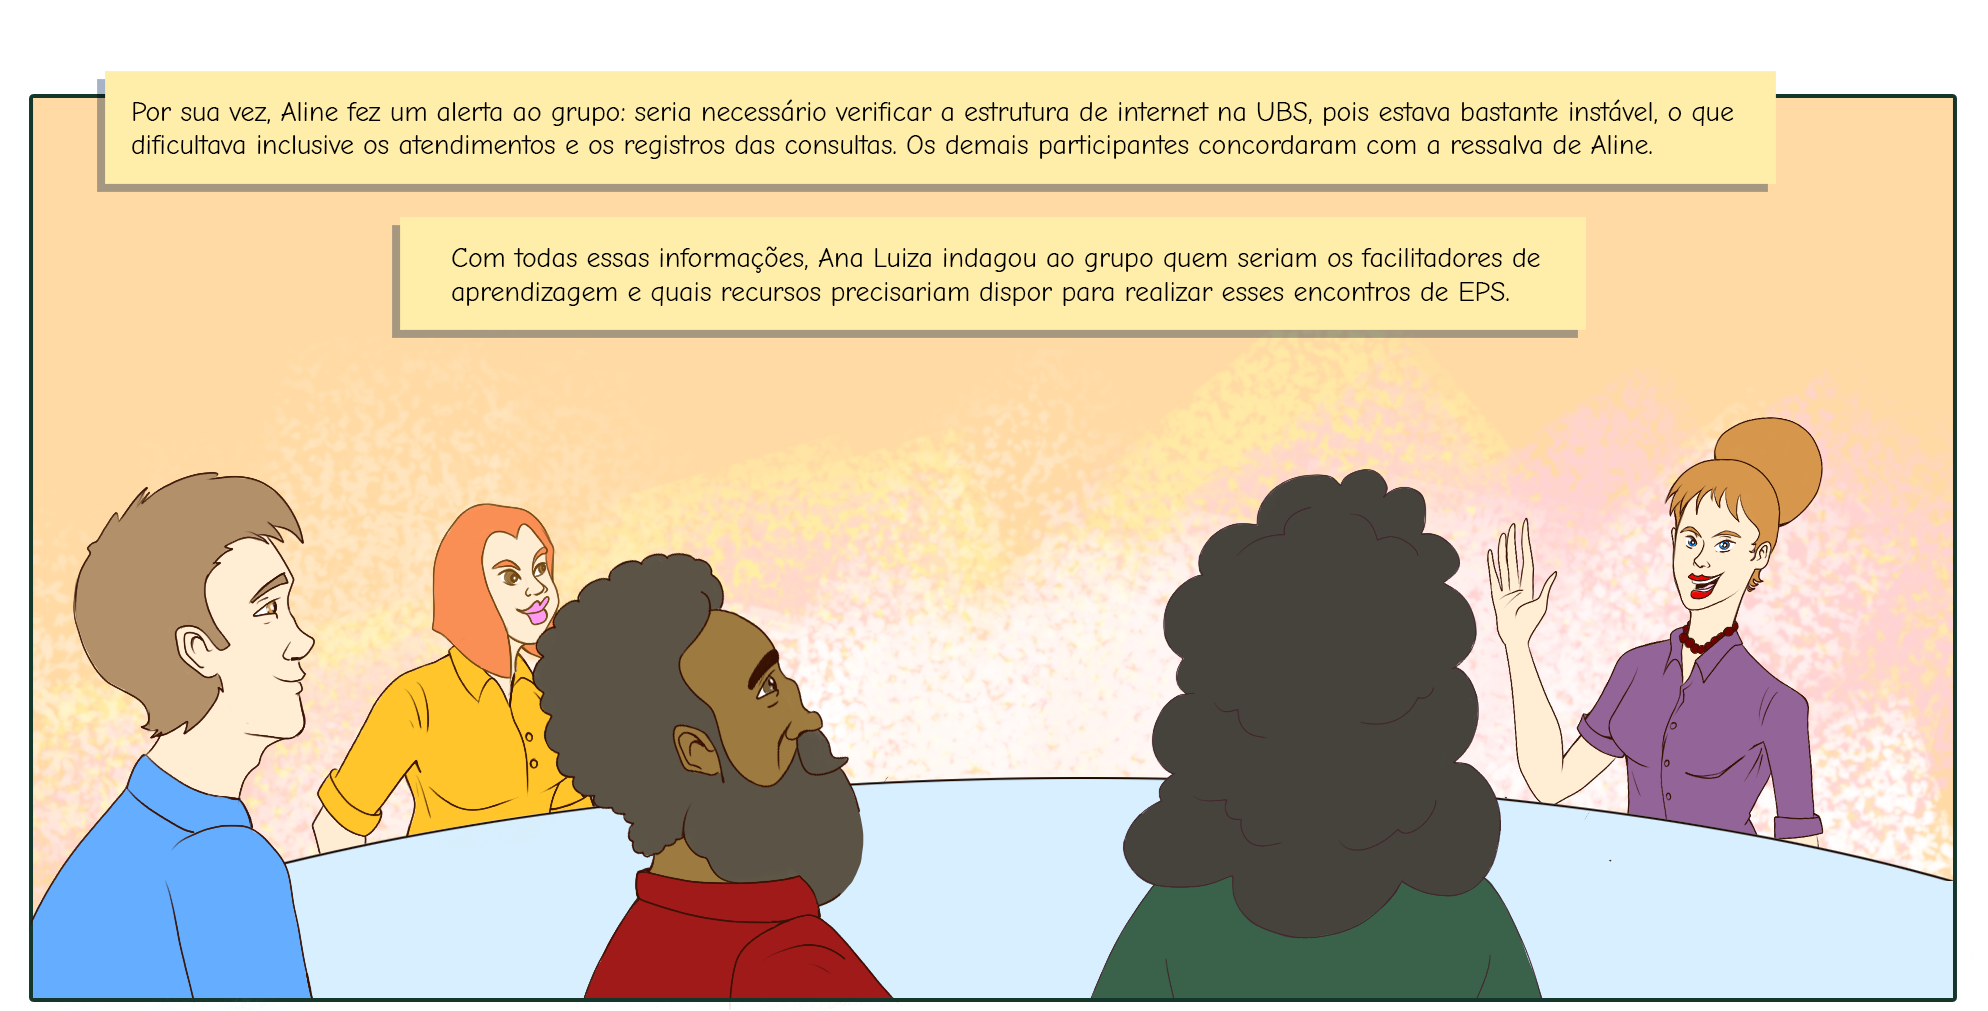 Por sua vez, Aline fez um alerta ao grupo: seria necessário verificar a estrutura de internet na UBS, pois estava bastante instável, o que
dificultava inclusive os atendimentos e os registros das consultas. Os demais participantes concordaram com a ressalva de Aline.
Com todas essas informações, Ana Luiza indagou ao grupo quem seriam os facilitadores de
aprendizagem e quais recursos precisariam dispor para realizar esses encontros de EPS.